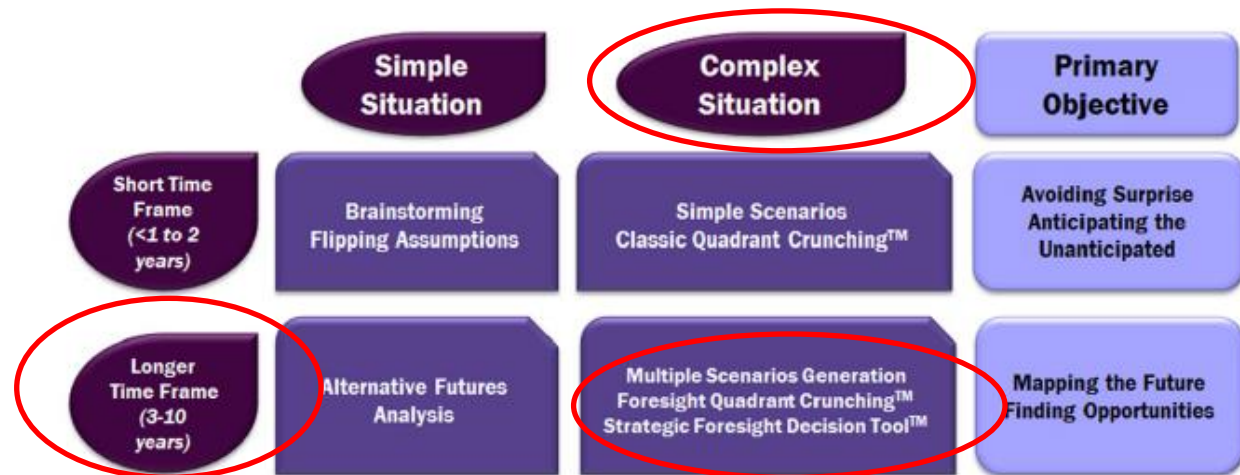 Simple
Situation
Complex
Situation
Primary
Objective
Short Time
Frame
(<1 to 2
years)
Brainstorming
Flipping Assumptions
Simple Scenarios
Classic Quadrant Crunching™
Avoiding Surprise
Anticipating the
Unanticipated
Longer
Time Frame
(3-10
years)
Alternative Futures
Analysis
Multiple Scenarios Generation
Foresight Quadrant Crunching™
Strategic Foresight Decision Tool™
Mapping the Future
Finding Opportunities